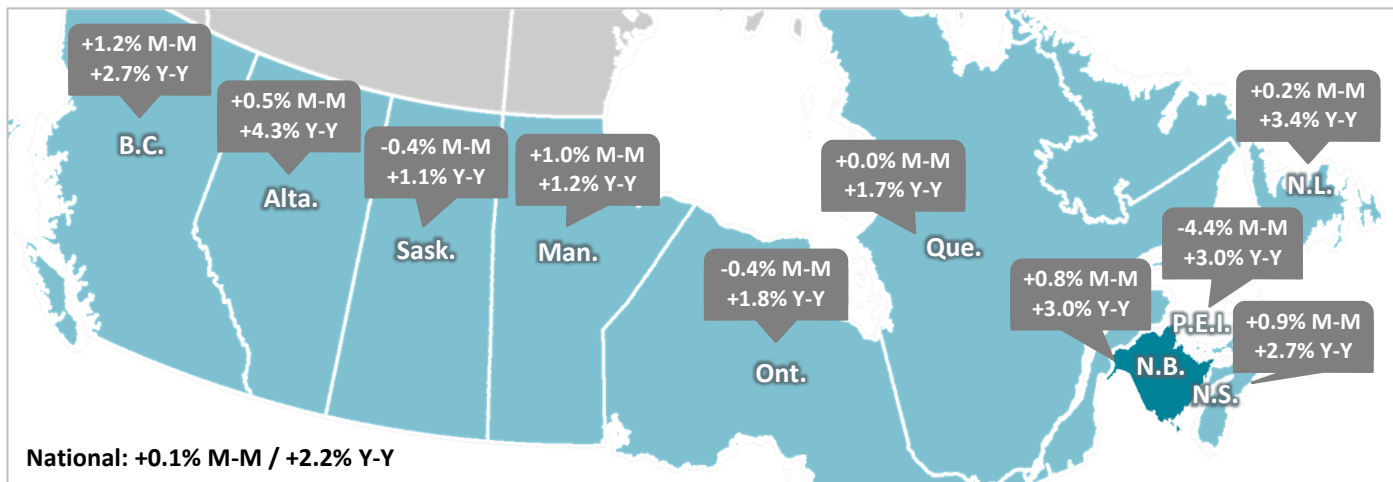 +1.2% M-M
+2.7% Y-Y
B.C.
+0.5% M-M
+4.3% Y-Y
Alta.
-0.4% M-M
+1.1% Y-Y
Sask.
+1.0% M-M
+1.2% Y-Y
Man.
-0.4% M-M
+1.8% Y-Y
Ont.
+0.0% M-M
+1.7% Y-Y
Que.
+0.2% M-M
+3.4% Y-Y
N.L.
-4.4% M-M
+3.0% Y-Y
P.E.I.
+0.8% M-M
+3.0% Y-Y
N.B.
+0.9% M-M
+2.7% Y-Y
N.S.
National: +0.1% M-M / +2.2% Y-Y